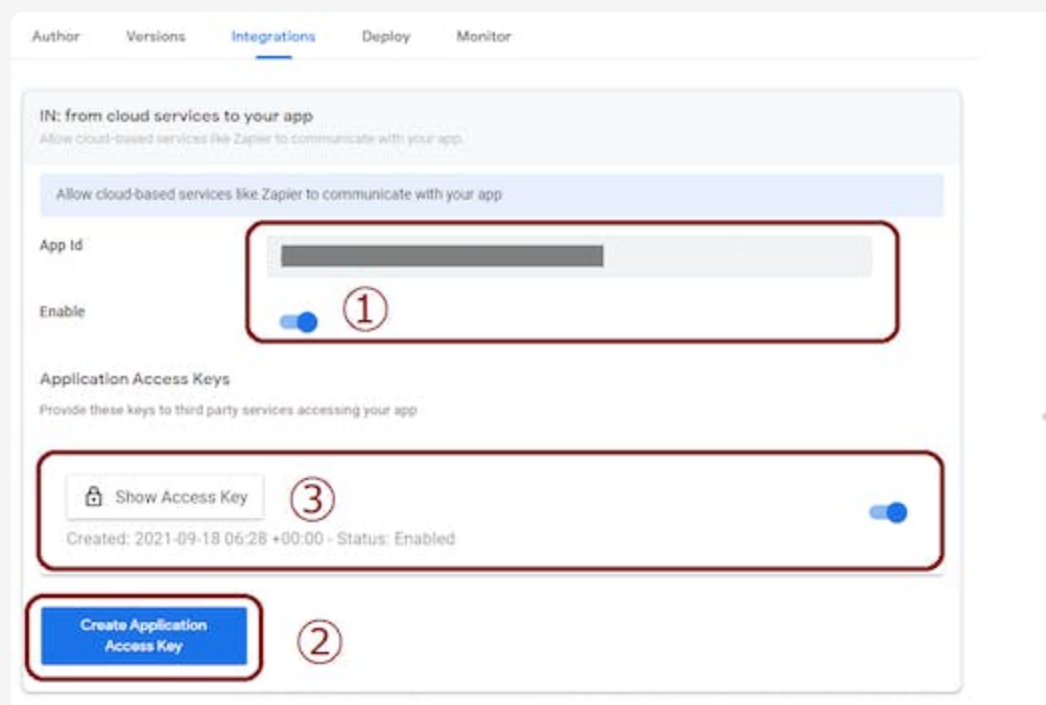 Author Versions Integrations Deploy Monitor
IN: from cloud services to your app
Allow cloud-based services like Zapier to communicate with your app.
Allow cloud-based services like Zapier to communicate with your app
App Id
Enable
①
Application Access Keys
Provide these keys to third party services accessing your app
Show Access Key
③
Created: 2021-09-18 06:28 +00:00 - Status: Enabled
Create Application
Access Key
②